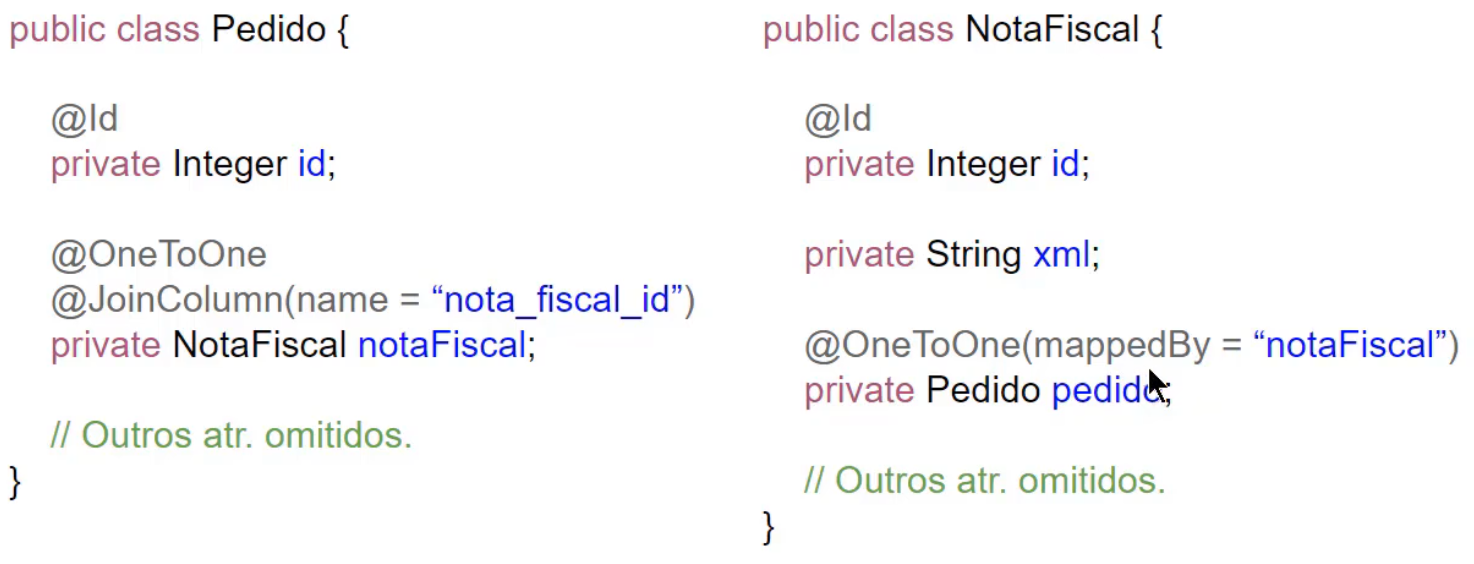 public class Pedido {
@Id
private Integer id;
@OneToOne
@JoinColumn(name = “nota_fiscal_id”)
private NotaFiscal notaFiscal;
// Outros atr. omitidos.
}
public class NotaFiscal {
@Id
private Integer id;
private String xml;
@OneToOne(mappedBy = “notaFiscal”)
private Pedido pedido;
// Outros atr. omitidos.
}